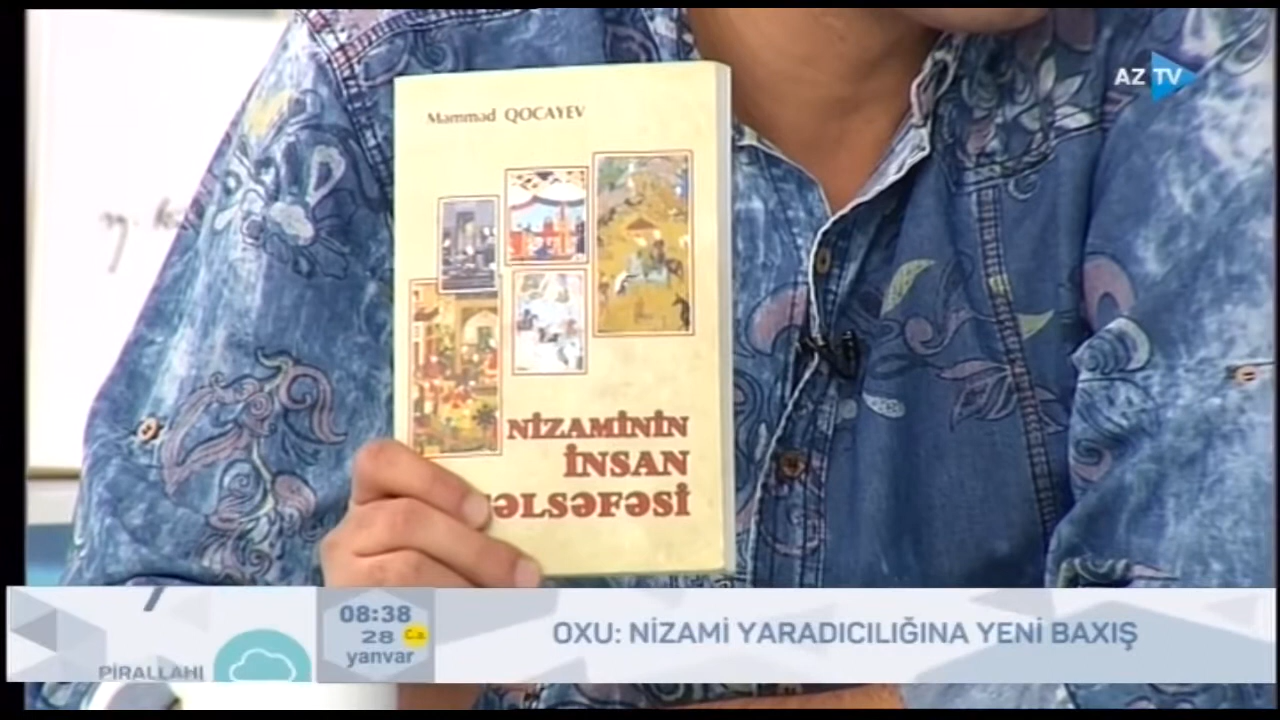 AZ TV
Məmməd QOCAYEV
NİZAMİNİN
İNSAN
ƏLSƏFƏSİ
08:38
28 Ç.a.
yanvar
PİRALLAHI
OXU: NİZAMİ YARADICILIĞINA YENİ BAXIŞ